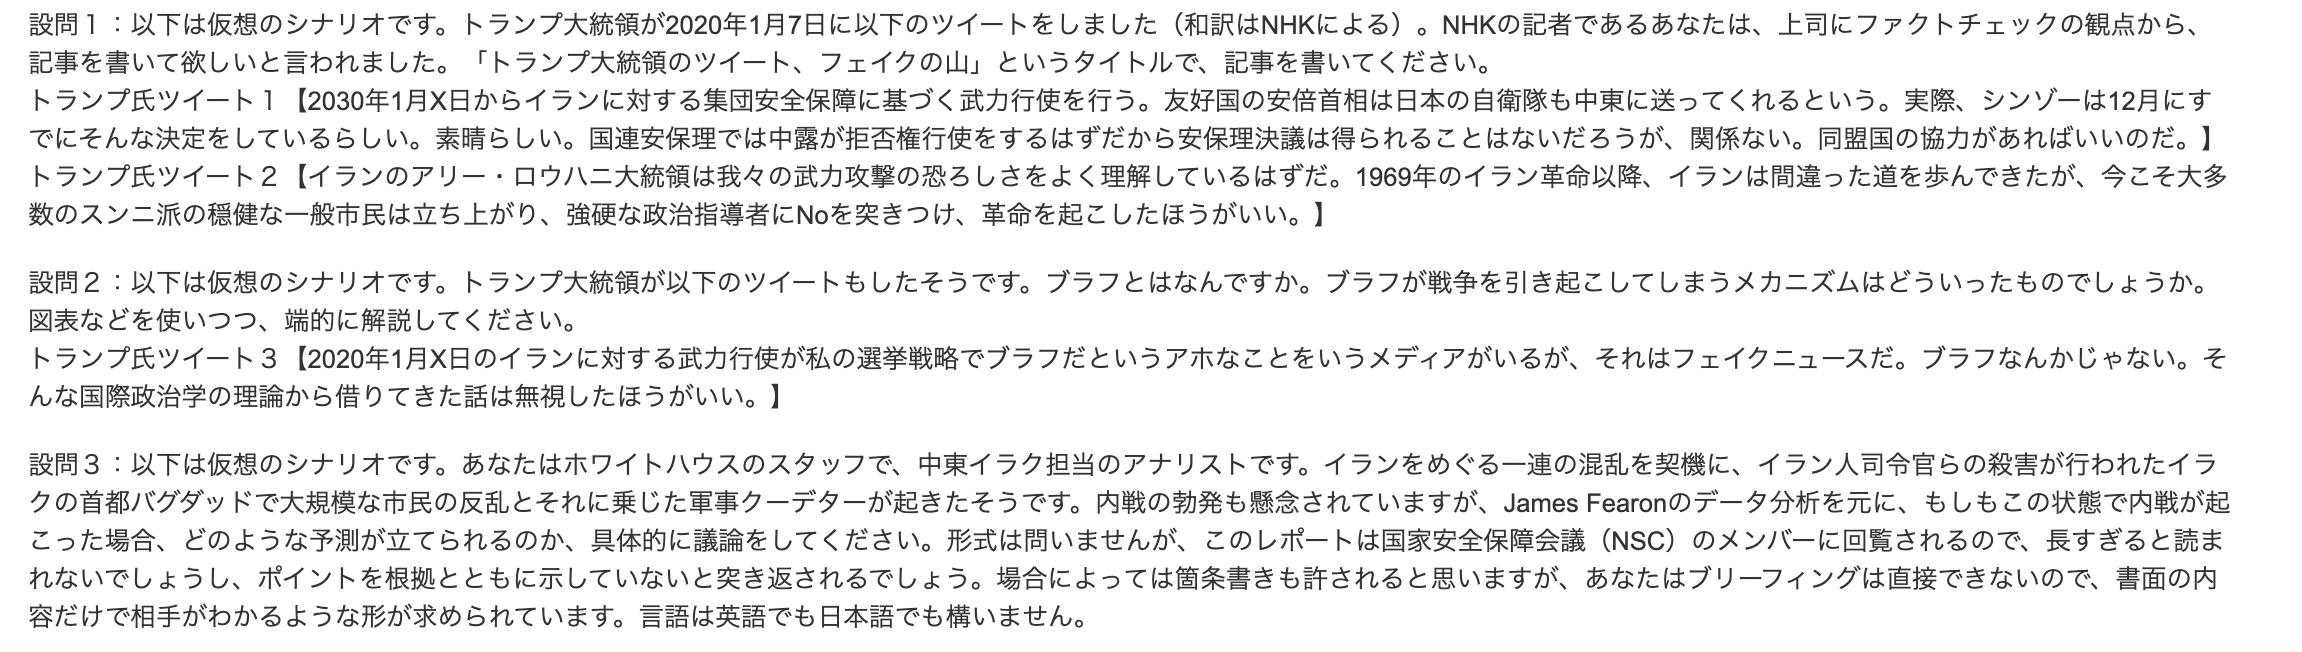 設問１：以下は仮想のシナリオです。トランプ大統領が2020年1月7日に以下のツイートをしました（和訳はNHKによる）。NHKの記者であるあなたは、上司にファクトチェックの観点から、
記事を書いて欲しいと言われました。「トランプ大統領のツイート、フェイクの山」というタイトルで、記事を書いてください。
トランプ氏ツイート１【2030年1月X日からイランに対する集団安全保障に基づく武力行使を行う。友好国の安倍首相は日本の自衛隊も中東に送ってくれるという。実際、シンゾーは12月にす
でにそんな決定をしているらしい。素晴らしい。国連安保理では中露が拒否権行使をするはずだから安保理決議は得られることはないだろうが、関係ない。同盟国の協力があればいいのだ。】
トランプ氏ツイート２【イランのアリー・ロウハニ大統領は我々の武力攻撃の恐ろしさをよく理解しているはずだ。1969年のイラン革命以降、イランは間違った道を歩んできたが、今こそ大多
数のスンニ派の穏健な一般市民は立ち上がり、強硬な政治指導者にNoを突きつけ、革命を起こしたほうがいい。】
設問２：以下は仮想のシナリオです。トランプ大統領が以下のツイートもしたそうです。ブラフとはなんですか。ブラフが戦争を引き起こしてしまうメカニズムはどういったものでしょうか。
図表などを使いつつ、端的に解説してください。
トランプ氏ツイート３【2020年1月X日のイランに対する武力行使が私の選挙戦略でブラフだというアホなことをいうメディアがいるが、それはフェイクニュースだ。ブラフなんかじゃない。そ
んな国際政治学の理論から借りてきた話は無視したほうがいい。】
設問３：以下は仮想のシナリオです。あなたはホワイトハウスのスタッフで、中東イラク担当のアナリストです。イランをめぐる一連の混乱を契機に、イラン人司令官らの殺害が行われたイラ
クの首都バグダッドで大規模な市民の反乱とそれに乗じた軍事クーデターが起きたそうです。内戦の勃発も懸念されていますが、James Fearonのデータ分析を元に、もしもこの状態で内戦が起
こった場合、どのような予測が立てられるのか、具体的に議論をしてください。形式は問いませんが、このレポートは国家安全保障会議（NSC）のメンバーに回覧されるので、長すぎると読ま
れないでしょうし、ポイントを根拠とともに示していないと突き返されるでしょう。場合によっては箇条書きも許されると思いますが、あなたはブリーフィングは直接できないので、書面の内
容だけで相手がわかるような形が求められています。言語は英語でも日本語でも構いません。